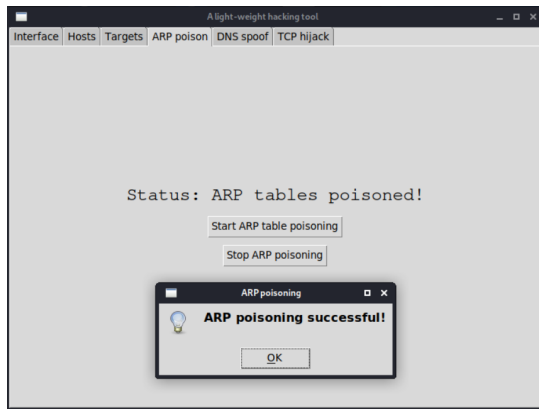 A light-weight hacking tool
Interface Hosts Targets ARP poison DNS spoof TCP hijack
Status: ARP tables poisoned!
Start ARP table poisoning
Stop ARP poisoning
ARP poisoning
ARP poisoning successful!
OK